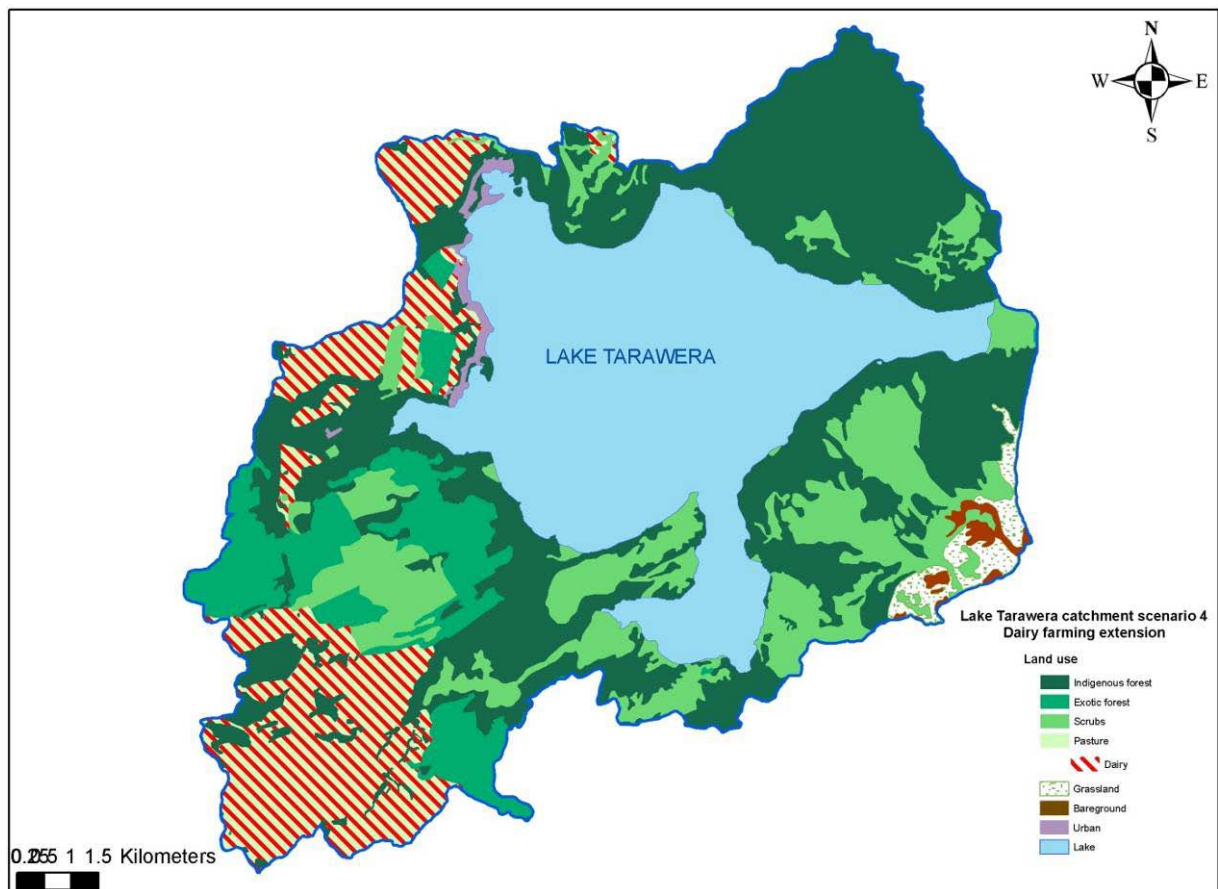 N
W E
S
LAKE TARAWERA
Lake Tarawera catchment scenario 4
Dairy farming extension
Land use
Indigenous forest
Exotic forest
Scrubs
Pasture
Dairy
Grassland
Bareground
Urban
Lake
1 1.5 Kilometers